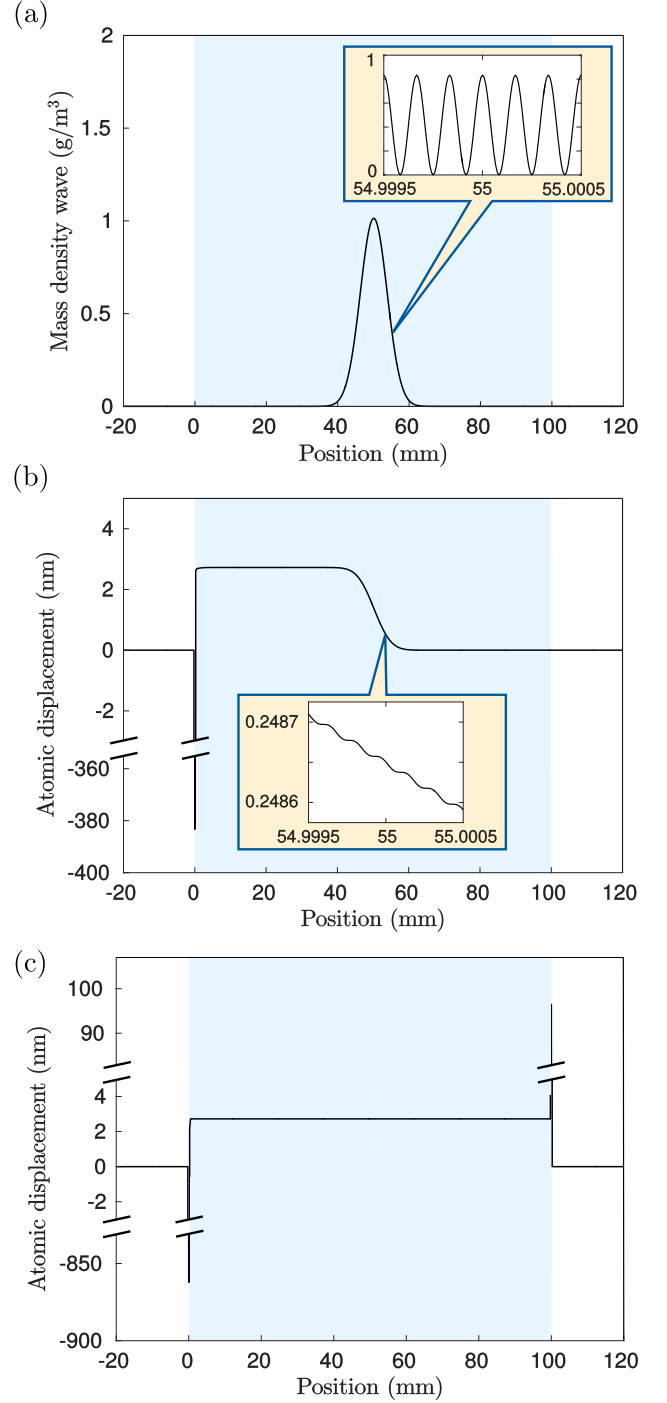 (a)
Mass density wave (g/m³)
2
1.5
1
0.5
0
1
0
54.9995 55 55.0005
-20 0 20 40 60 80 100 120
Position (mm)
(b)
Atomic displacement (nm)
4
2
0
-2
-360
-380
-400
0.2487
0.2486
54.9995 55 55.0005
-20 0 20 40 60 80 100 120
Position (mm)
(c)
Atomic displacement (nm)
100
90
4
2
0
-2
-850
-900
-20 0 20 40 60 80 100 120
Position (mm)